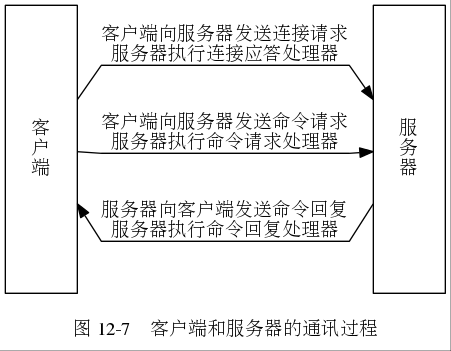 客户端向服务器发送连接请求
服务器执行连接应答处理器
客户端
客户端向服务器发送命令请求
服务器执行命令请求处理器
服务器
服务器向客户端发送命令回复
服务器执行命令回复处理器
图 12-7 客户端和服务器的通讯过程